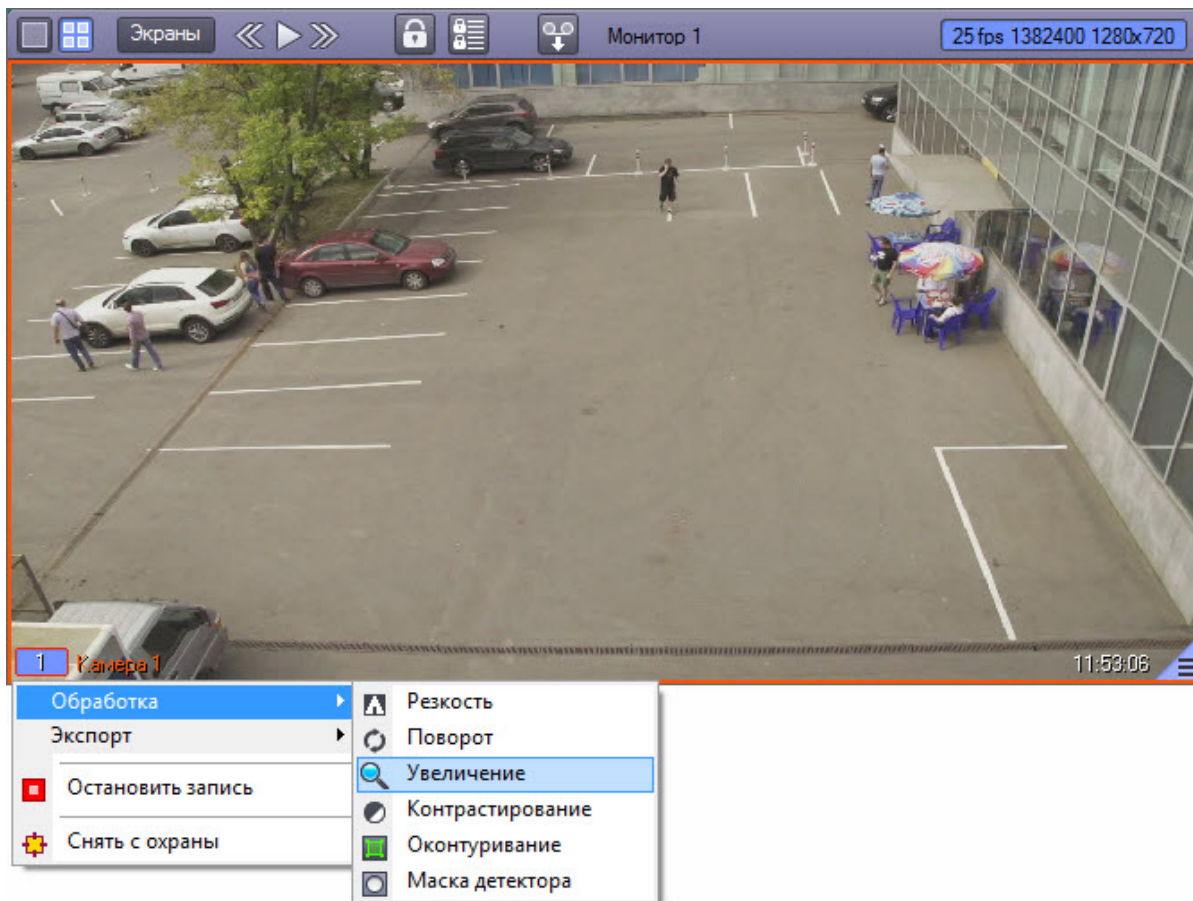 Экраны Монитор 1 25 fps 1382400 1280x720
1 Камера 1 11:53:06
Обработка
Экспорт
Остановить запись
Снять с охраны
Резкость
Поворот
Увеличение
Контрастирование
Оконтуривание
Маска детектора